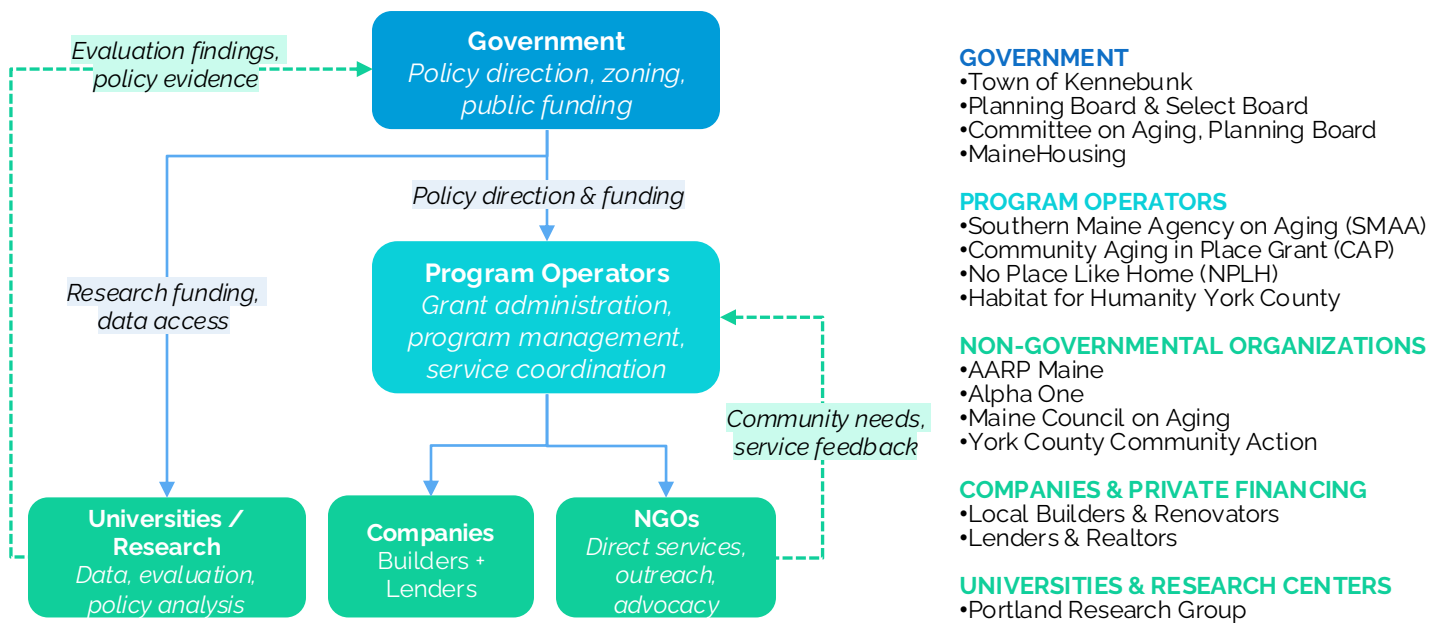 Evaluation findings,
policy evidence
Government
Policy direction, zoning,
public funding
Policy direction & funding
Research funding,
data access
Program Operators
Grant administration,
program management,
service coordination
Community needs,
service feedback
Universities /
Research
Data, evaluation,
policy analysis
Companies
Builders +
Lenders
NGOs
Direct services,
outreach,
advocacy
GOVERNMENT
•Town of Kennebunk
•Planning Board & Select Board
•Committee on Aging, Planning Board
•MaineHousing
PROGRAM OPERATORS
•Southern Maine Agency on Aging (SMAA)
•Community Aging in Place Grant (CAP)
•No Place Like Home (NPLH)
•Habitat for Humanity York County
NON-GOVERNMENTAL ORGANIZATIONS
•AARP Maine
•Alpha One
•Maine Council on Aging
•York County Community Action
COMPANIES & PRIVATE FINANCING
•Local Builders & Renovators
•Lenders & Realtors
UNIVERSITIES & RESEARCH CENTERS
•Portland Research Group